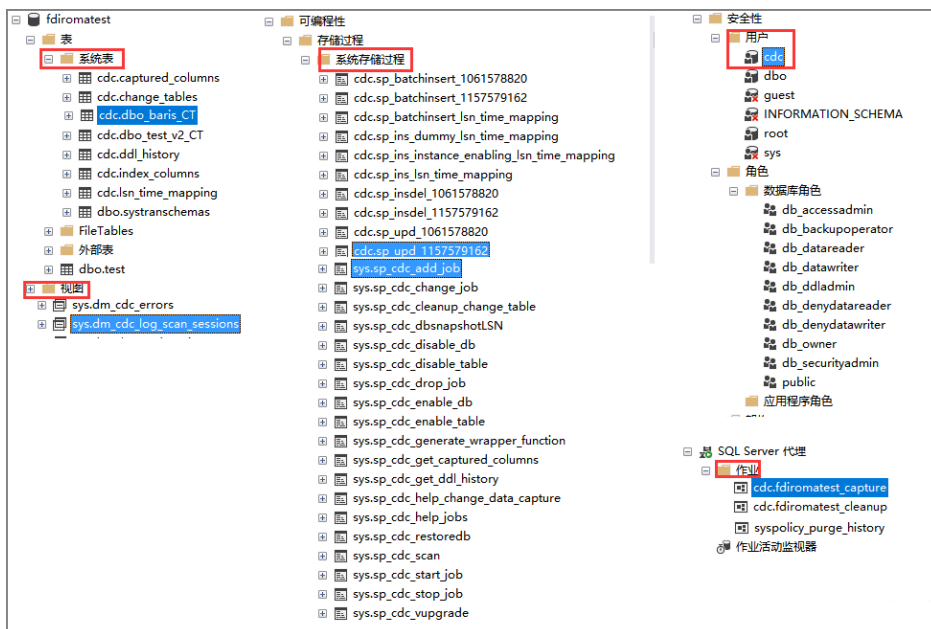 fdiromatest
表
系统表
cdc.captured_columns
cdc.change_tables
cdc.dbo_baris_CT
cdc.dbo_test_v2_CT
cdc.ddl_history
cdc.index_columns
cdc.lsn_time_mapping
dbo.systranschemas
FileTables
外部表
dbo.test
视图
sys.dm_cdc_errors
sys.dm_cdc_log_scan_sessions
可编程性
存储过程
系统存储过程
cdc.sp_batchinsert_1061578820
cdc.sp_batchinsert_1157579162
cdc.sp_batchinsert_lsn_time_mapping
cdc.sp_ins_dummy_lsn_time_mapping
cdc.sp_ins_instance_enabling_lsn_time_mapping
cdc.sp_ins_lsn_time_mapping
cdc.sp_insdel_1061578820
cdc.sp_insdel_1157579162
cdc.sp_upd_1061578820
cdc.sp_upd_1157579162
sys.sp_cdc_add_job
sys.sp_cdc_change_job
sys.sp_cdc_cleanup_change_table
sys.sp_cdc_dbsnapshotLSN
sys.sp_cdc_disable_db
sys.sp_cdc_disable_table
sys.sp_cdc_drop_job
sys.sp_cdc_enable_db
sys.sp_cdc_enable_table
sys.sp_cdc_generate_wrapper_function
sys.sp_cdc_get_captured_columns
sys.sp_cdc_get_ddl_history
sys.sp_cdc_help_change_data_capture
sys.sp_cdc_help_jobs
sys.sp_cdc_restoredb
sys.sp_cdc_scan
sys.sp_cdc_start_job
sys.sp_cdc_stop_job
sys.sp_cdc_vupgrade
安全性
用户
cdc
dbo
guest
INFORMATION_SCHEMA
root
sys
角色
数据库角色
db_accessadmin
db_backupoperator
db_datareader
db_datawriter
db_ddladmin
db_denydatareader
db_denydatawriter
db_owner
db_securityadmin
public
应用程序角色
SQL Server 代理
作业
cdc.fdiromatest_capture
cdc.fdiromatest_cleanup
syspolicy_purge_history
作业活动监视器